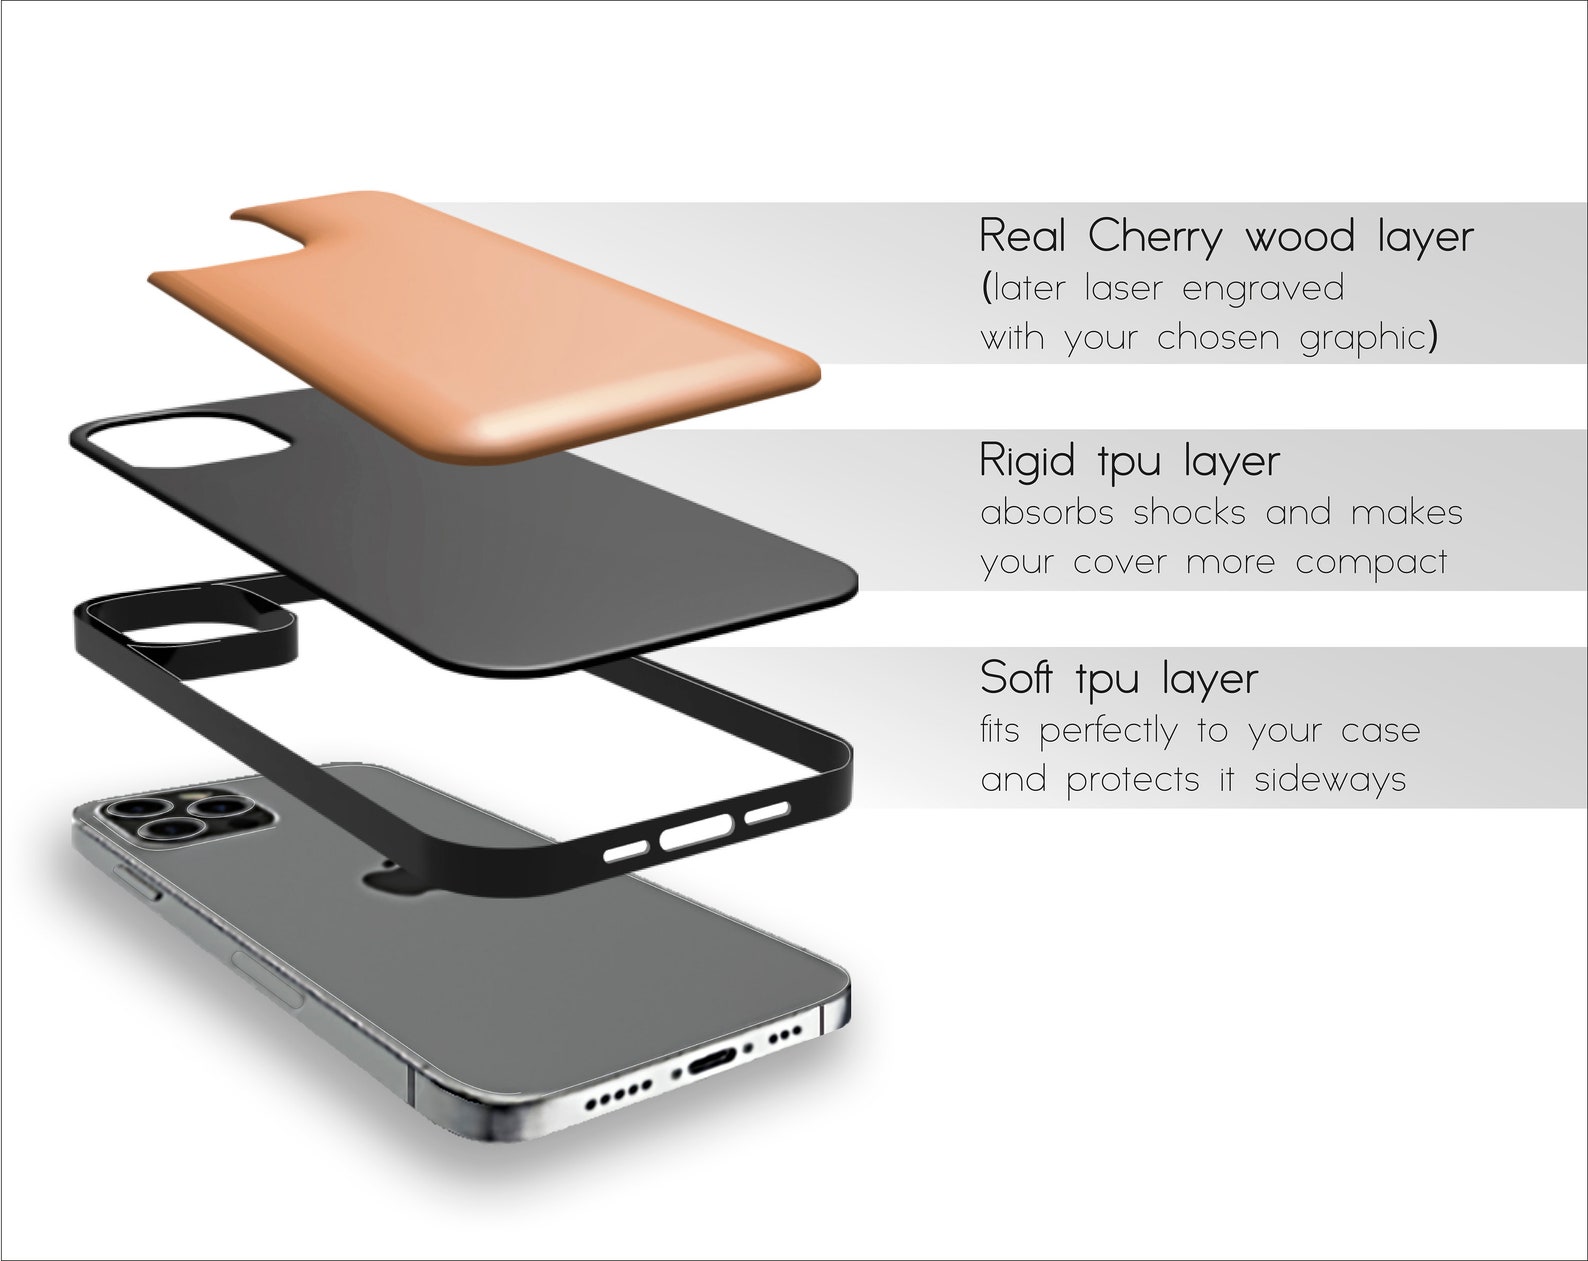 Real Cherry wood layer
(later laser engraved
with your chosen graphic)
Rigid tpu layer
absorbs shocks and makes
your cover more compact
Soft tpu layer
fits perfectly to your case
and protects it sideways